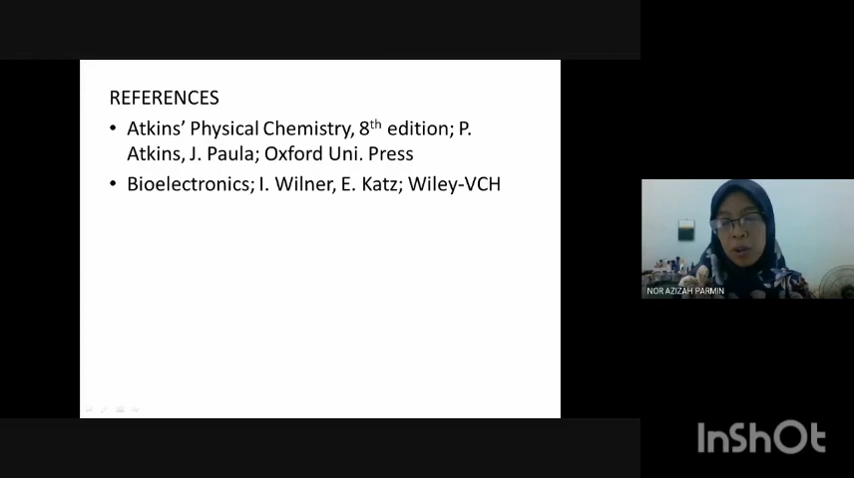 REFERENCES
• Atkins’ Physical Chemistry, 8th edition; P.
Atkins, J. Paula; Oxford Uni. Press
• Bioelectronics; I. Wilner, E. Katz; Wiley-VCH
NOR AZIZAH PARMIN
InShOt